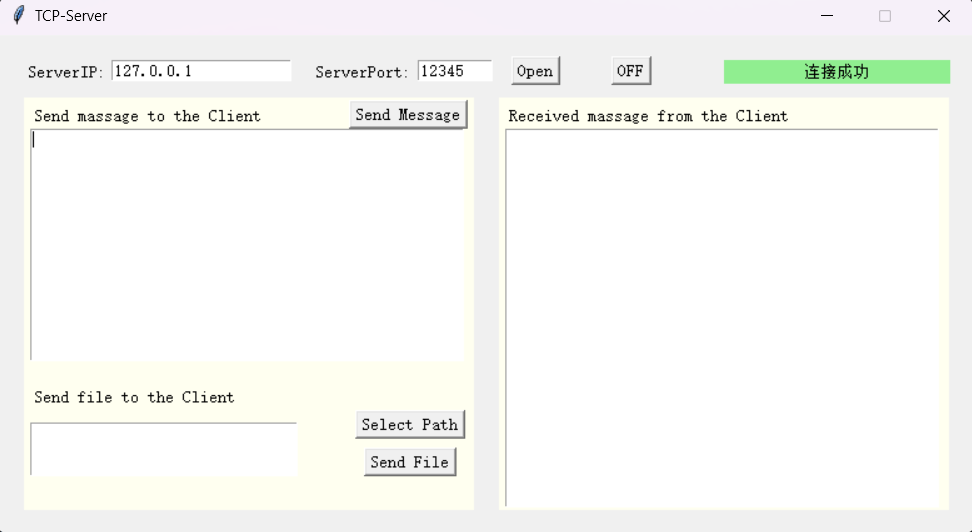 TCP-Server
ServerIP: 127.0.0.1 ServerPort: 12345 Open OFF 连接成功
Send massage to the Client Send Message
Received massage from the Client
Send file to the Client
Select Path
Send File